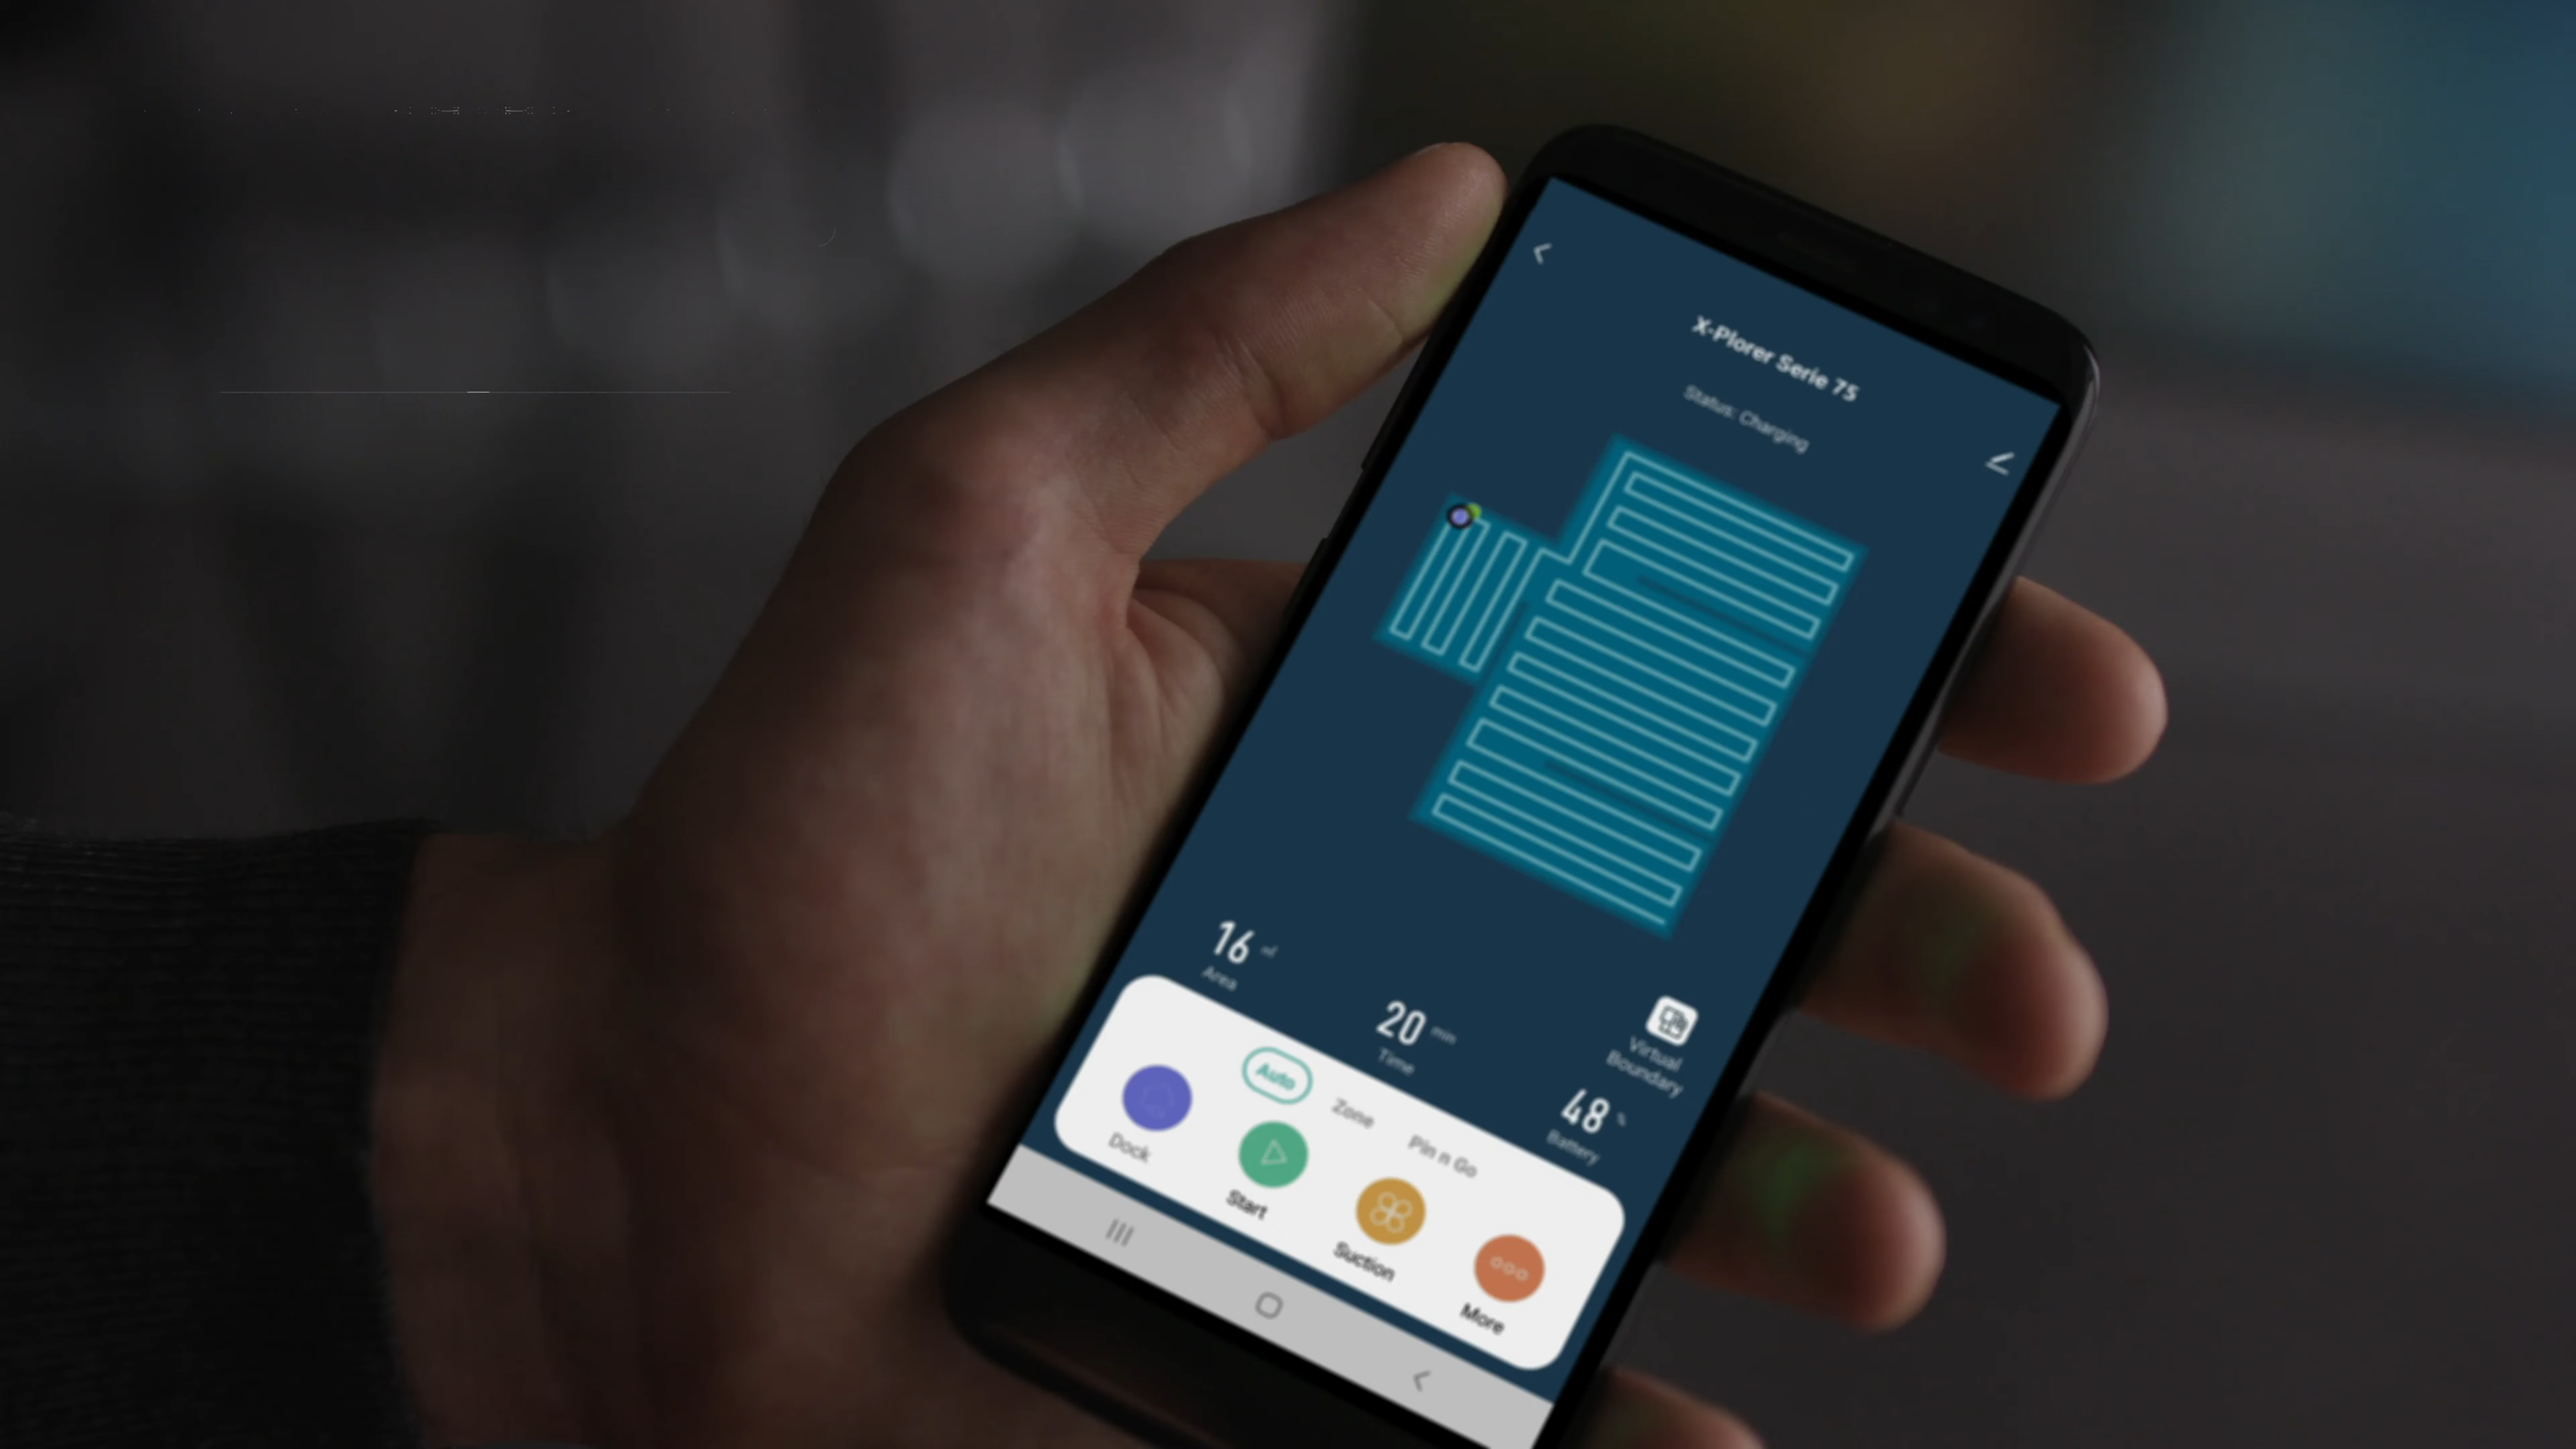 X-Plorer Serie 75
Status: Charging
16
Area
20 min
Time
Virtual
Boundary
48 %
Battery
Auto
Zone
Pin n Go
Dock
Start
Suction
More